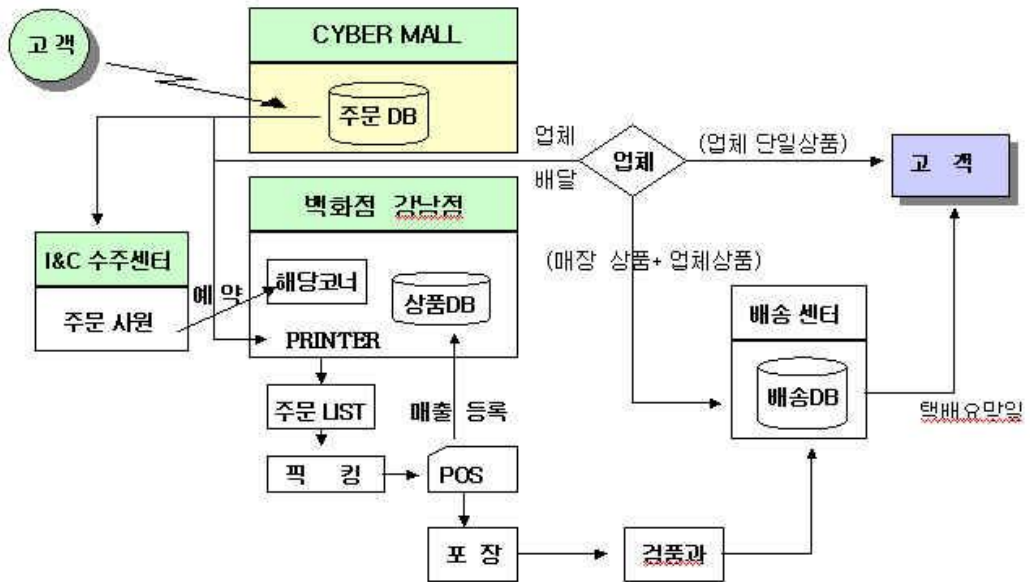 고 객
CYBER MALL
주문 DB
업체
배달
업체
(업체 단일상품)
고 객
백화점 강남점
I&C 수주센터
주문 사원
예 약
해당코너
상품DB
PRINTER
(매장 상품+ 업체상품)
배송 센터
배송DB
택배요망일
주문 LIST
매출 등록
픽 킹
POS
포 장
검품과